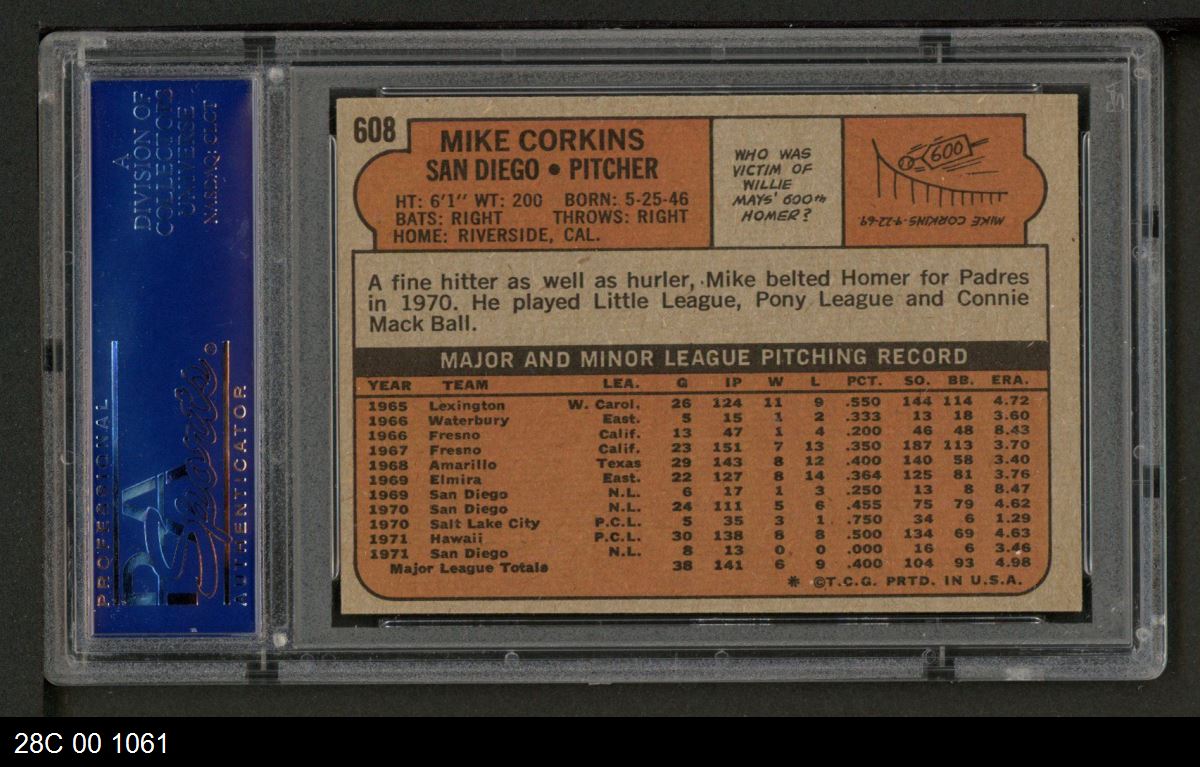 A
DIVISION OF
COLLECTORS
UNIVERSE
NASDAQ: CLCT
PROFESSIONAL
PSA
Sports
AUTHENTICATOR
608
MIKE CORKINS
SAN DIEGO • PITCHER
HT: 6'1" WT: 200 BORN: 5-25-46
BATS: RIGHT THROWS: RIGHT
HOME: RIVERSIDE, CAL.
WHO WAS
VICTIM OF
WILLIE
MAYS' 600th
HOMER?
600
MIKE CORKINS-9-22-69
A fine hitter as well as hurler, Mike belted Homer for Padres
in 1970. He played Little League, Pony League and Connie
Mack Ball.
MAJOR AND MINOR LEAGUE PITCHING RECORD
YEAR TEAM LEA. G IP W L PCT. SO. BB. ERA.
1965 Lexington W. Carol. 26 124 11 9 .550 144 114 4.72
1966 Waterbury East. 5 15 1 2 .333 13 18 3.60
1966 Fresno Calif. 13 47 1 4 .200 46 48 8.43
1967 Fresno Calif. 23 151 7 13 .350 187 113 3.70
1968 Amarillo Texas 29 143 8 12 .400 140 58 3.40
1969 Elmira East. 22 127 8 14 .364 125 81 3.76
1969 San Diego N.L. 6 17 1 3 .250 13 8 8.47
1970 San Diego N.L. 24 111 5 6 .455 75 79 4.62
1970 Salt Lake City P.C.L. 5 35 3 1 .750 34 6 1.29
1971 Hawaii P.C.L. 30 138 8 8 .500 134 69 4.63
1971 San Diego N.L. 8 13 0 0 .000 16 6 3.46
Major League Totals 38 141 6 9 .400 104 93 4.98
* ©T.C.G. PRTD. IN U.S.A.
28C 00 1061